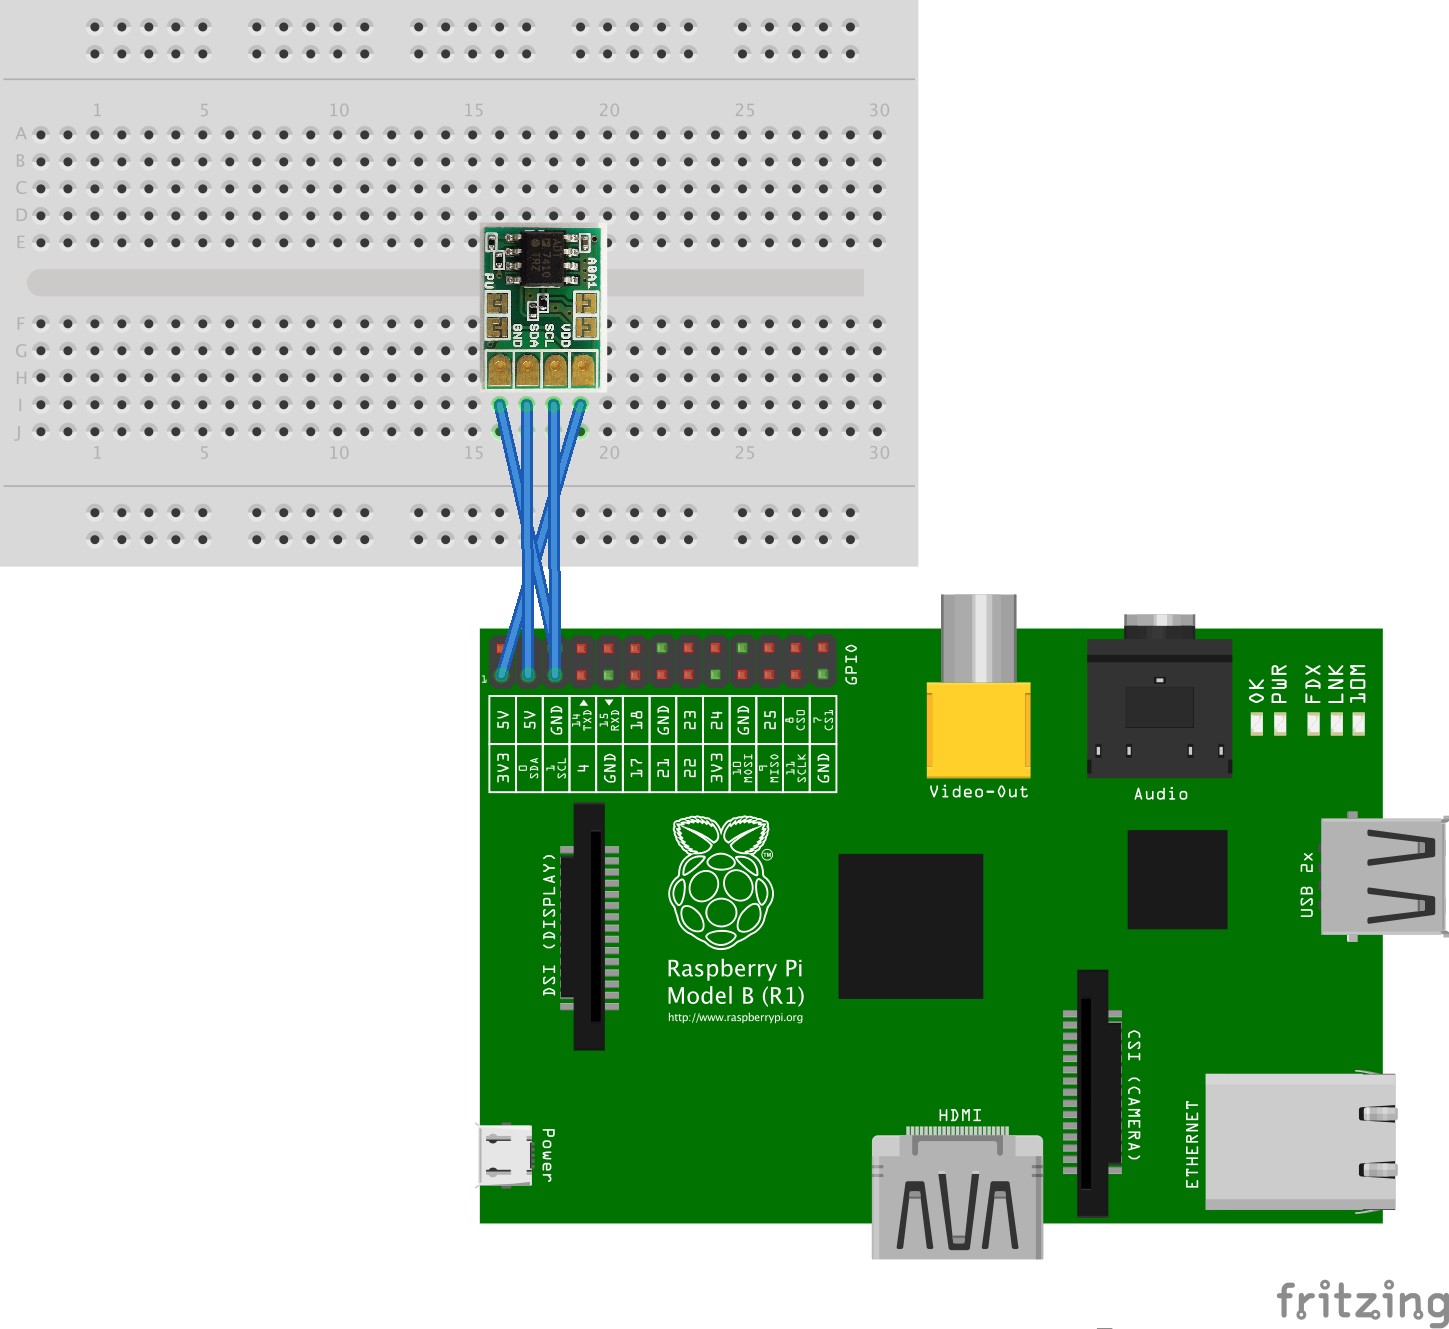 1 5 10 15 20 25 30
A
B
C
D
E
ADT
7410
TRZ
PU
A0A1
F
G
H
I
J
GND SDA SCL VDD
1 5 10 15 20 25 30
1
GPIO
5V 5V GND 14 TXD 15 RXD 18 GND 23 24 GND 25 8 CS0 7 CS1
3V3 0 SDA 1 SCL 4 GND 17 21 22 3V3 10 MOSI 9 MISO 11 SCLK GND
Video-Out
Audio
OK PWR FDX LNK 10M
DSI (DISPLAY)
TM
Raspberry Pi
Model B (R1)
http://www.raspberrypi.org
USB 2x
CSI (CAMERA)
Power
HDMI
ETHERNET
fritzing